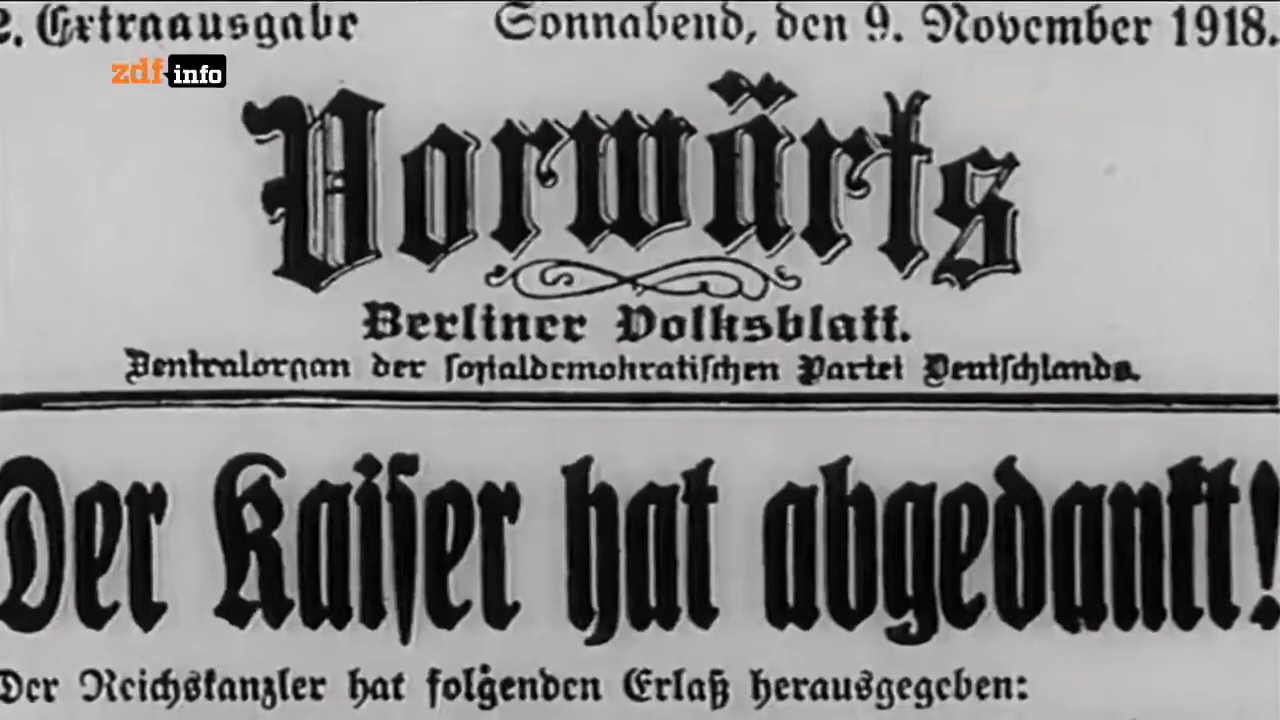 2. Extraausgabe Sonnabend, den 9. November 1918.
zdf info
Vorwärts
Berliner Volksblatt.
Zentralorgan der sozialdemokratischen Partei Deutschlands.
Der Kaiser hat abgedankt!
Der Reichskanzler hat folgenden Erlaß herausgegeben: